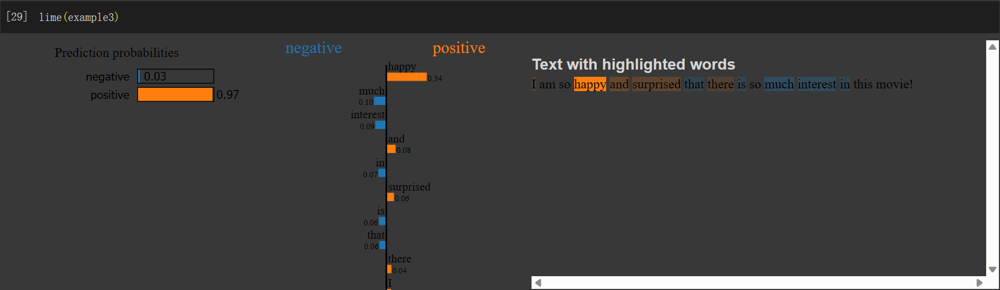 [29] lime(example3)
Prediction probabilities
negative 0.03
positive 0.97
negative positive
happy
0.34
much
0.10
interest
0.09
and
0.08
in
0.07
surprised
0.06
is
0.06
that
0.06
there
0.04
I
Text with highlighted words
I am so happy and surprised that there is so much interest in this movie!